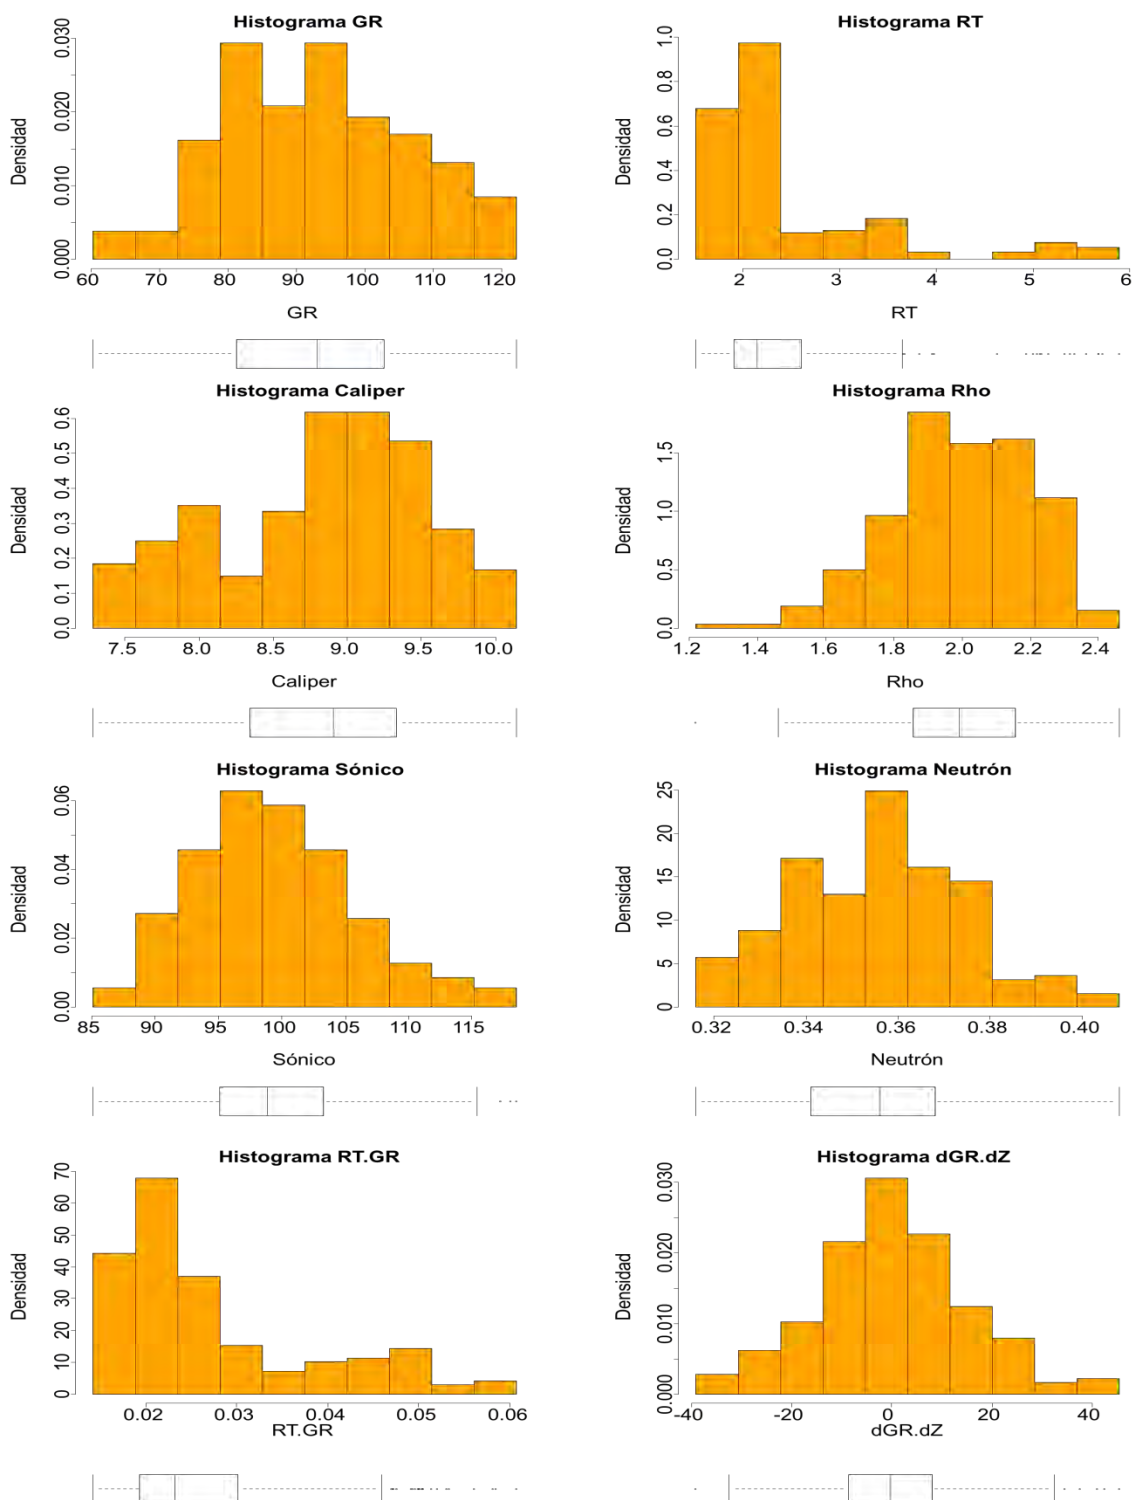 Histograma GR
Densidad
0.000 0.010 0.020 0.030
60 70 80 90 100 110 120
GR
Histograma RT
Densidad
0.0 0.2 0.4 0.6 0.8 1.0
2 3 4 5 6
RT
Histograma Caliper
Densidad
0.0 0.1 0.2 0.3 0.4 0.5 0.6
7.5 8.0 8.5 9.0 9.5 10.0
Caliper
Histograma Rho
Densidad
0.0 0.5 1.0 1.5
1.2 1.4 1.6 1.8 2.0 2.2 2.4
Rho
Histograma Sónico
Densidad
0.00 0.02 0.04 0.06
85 90 95 100 105 110 115
Sónico
Histograma Neutrón
Densidad
0 5 10 15 20 25
0.32 0.34 0.36 0.38 0.40
Neutrón
Histograma RT.GR
Densidad
0 10 20 30 40 50 60 70
0.02 0.03 0.04 0.05 0.06
RT.GR
Histograma dGR.dZ
Densidad
0.000 0.010 0.020 0.030
-40 -20 0 20 40
dGR.dZ